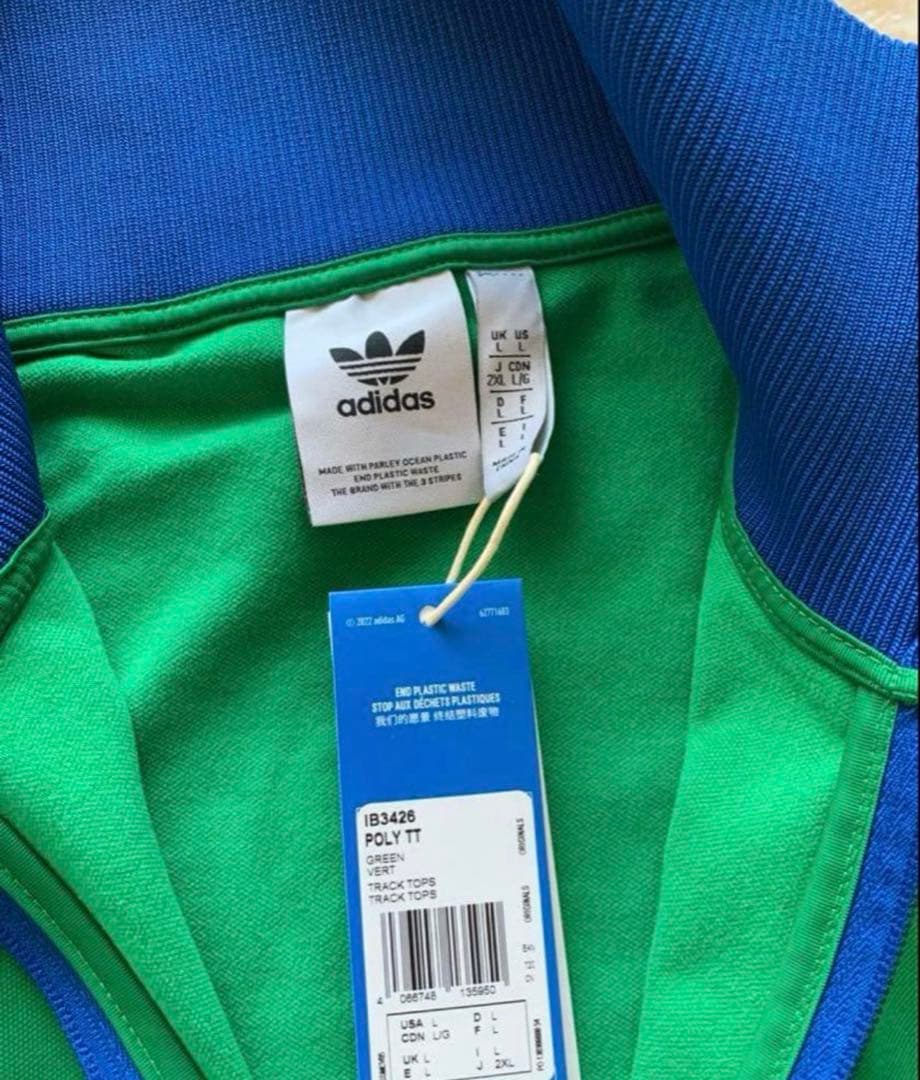 adidas
MADE WITH PARLEY OCEAN PLASTIC
END PLASTIC WASTE
THE BRAND WITH THE 3 STRIPES
UK US
L L
J CDN
2XL L/G
D F
L L
E I
L
© 2022 adidas AG
62771683
END PLASTIC WASTE
STOP AUX DÉCHETS PLASTIQUES
我们的愿景 终结塑料废物
IB3426
POLY TT
GREEN
VERT
TRACK TOPS
TRACK TOPS
ORIGINALS
ORIGINALS
4 066748 135950
USA L D L
CDN L/G F L
UK L I L
E L J 2XL